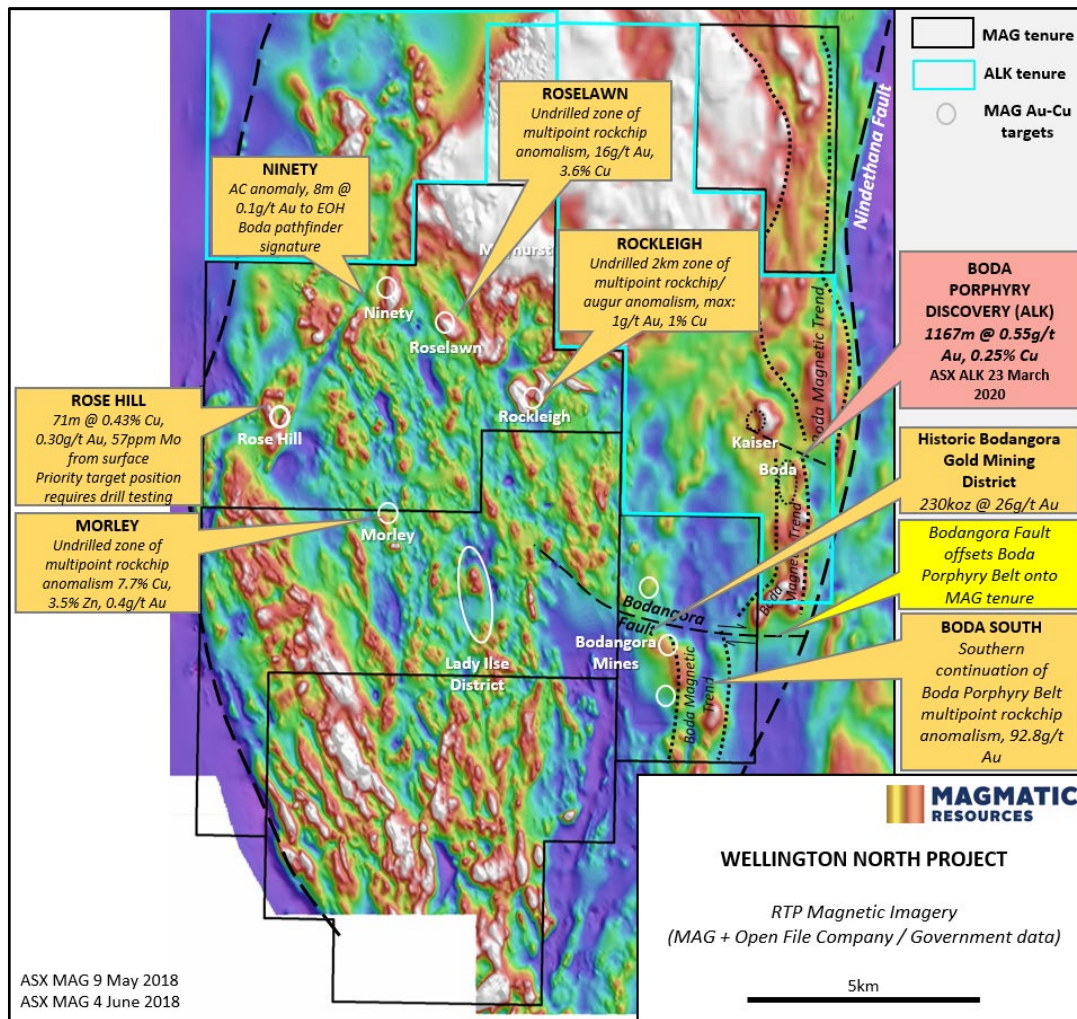 MAG tenure
ALK tenure
MAG Au-Cu
targets
Nindethana Fault
ROSELAWN
Undrilled zone of
multipoint rockchip
anomalism, 16g/t Au,
3.6% Cu
NINETY
AC anomaly, 8m @
0.1g/t Au to EOH
Boda pathfinder
signature
ROCKLEIGH
Undrilled 2km zone of
multipoint rockchip/
augur anomalism, max:
1g/t Au, 1% Cu
BODA
PORPHYRY
DISCOVERY (ALK)
1167m @ 0.55g/t
Au, 0.25% Cu
ASX ALK 23 March
2020
Ninety
Roselawn
Rockleigh
Boda Magnetic Trend
Kaiser
Boda
ROSE HILL
71m @ 0.43% Cu,
0.30g/t Au, 57ppm Mo
from surface
Priority target position
requires drill testing
Rose Hill
Historic Bodangora
Gold Mining
District
230koz @ 26g/t Au
MORLEY
Undrilled zone of
multipoint rockchip
anomalism 7.7% Cu,
3.5% Zn, 0.4g/t Au
Morley
Boda Magnetic Trend
Bodangora Fault
offsets Boda
Porphyry Belt onto
MAG tenure
Bodangora
Fault
Bodangora
Mines
Lady Ilse
District
Boda Magnetic
Trend
BODA SOUTH
Southern
continuation of
Boda Porphyry Belt
multipoint rockchip
anomalism, 92.8g/t
Au
MAGMATIC
RESOURCES
WELLINGTON NORTH PROJECT
RTP Magnetic Imagery
(MAG + Open File Company / Government data)
5km
ASX MAG 9 May 2018
ASX MAG 4 June 2018